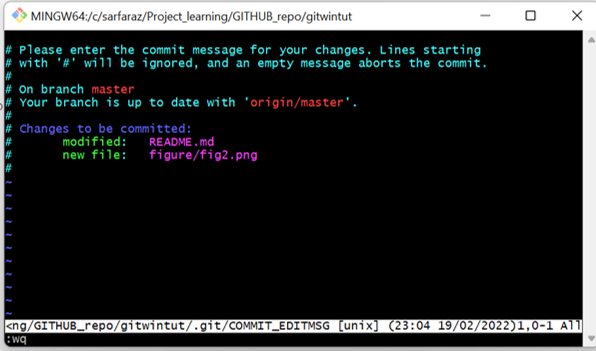 MINGW64:/c/sarfaraz/Project_learning/GITHUB_repo/gitwintut
# Please enter the commit message for your changes. Lines starting
# with '#' will be ignored, and an empty message aborts the commit.
#
# On branch master
# Your branch is up to date with 'origin/master'.
#
# Changes to be committed:
#       modified:   README.md
#       new file:   figure/fig2.png
#
~
~
~
~
~
~
~
~
~
~
~
<ng/GITHUB_repo/gitwintut/.git/COMMIT_EDITMSG [unix] (23:04 19/02/2022)1,0-1 All
:wq